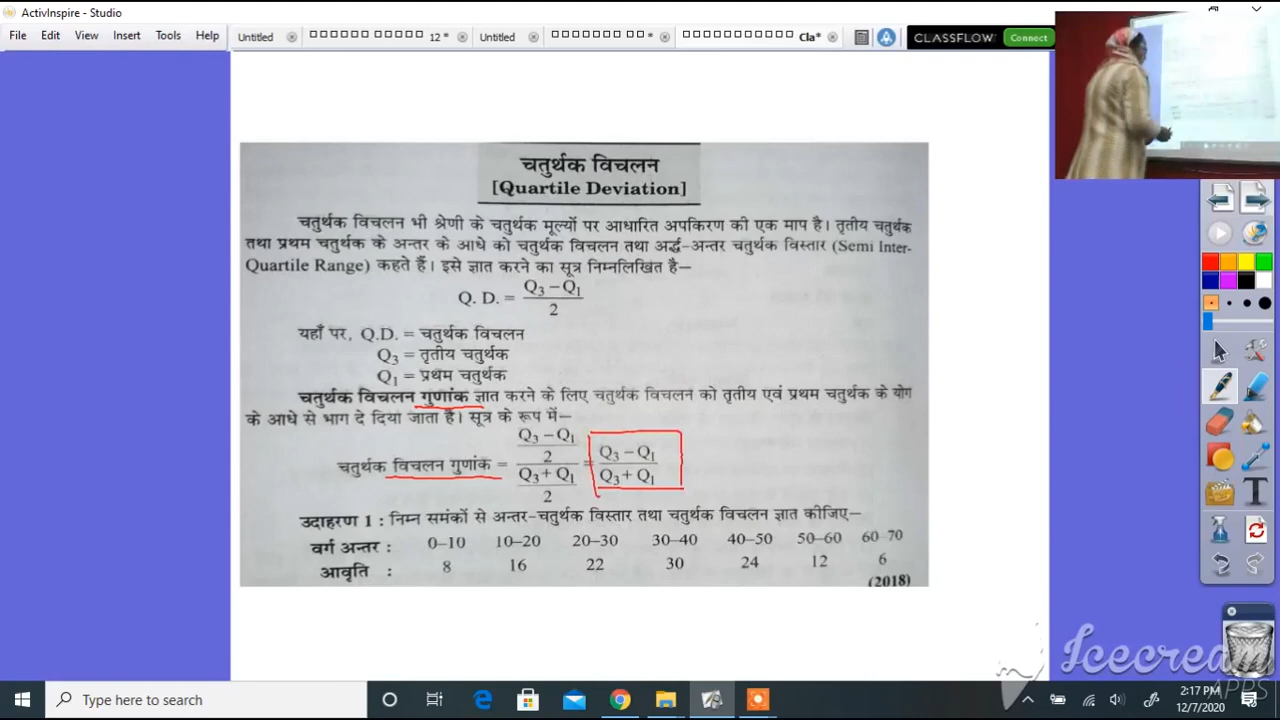 ActivInspire - Studio
File Edit View Insert Tools Help
Untitled
12 *
Untitled
Cla*
CLASSFLOW Connect
चतुर्थक विचलन
[Quartile Deviation]
चतुर्थक विचलन भी श्रेणी के चतुर्थक मूल्यों पर आधारित अपकिरण की एक माप है। तृतीय चतुर्थक
तथा प्रथम चतुर्थक के अन्तर के आधे को चतुर्थक विचलन तथा अर्द्ध-अन्तर चतुर्थक विस्तार (Semi Inter-
Quartile Range) कहते हैं। इसे ज्ञात करने का सूत्र निम्नलिखित है—
Q. D. = (Q₃ – Q₁)/2
यहाँ पर, Q.D. = चतुर्थक विचलन
Q₃ = तृतीय चतुर्थक
Q₁ = प्रथम चतुर्थक
चतुर्थक विचलन गुणांक ज्ञात करने के लिए चतुर्थक विचलन को तृतीय एवं प्रथम चतुर्थक के योग
के आधे से भाग दे दिया जाता है। सूत्र के रूप में—
चतुर्थक विचलन गुणांक = ((Q₃ – Q₁)/2)/((Q₃ + Q₁)/2) = (Q₃ – Q₁)/(Q₃ + Q₁)
उदाहरण 1 : निम्न समंकों से अन्तर-चतुर्थक विस्तार तथा चतुर्थक विचलन ज्ञात कीजिए—
वर्ग अन्तर : 0–10 10–20 20–30 30–40 40–50 50–60 60–70
आवृति : 8 16 22 30 24 12 6
(2018)
Icecream
APPS
Type here to search
2:17 PM
12/7/2020